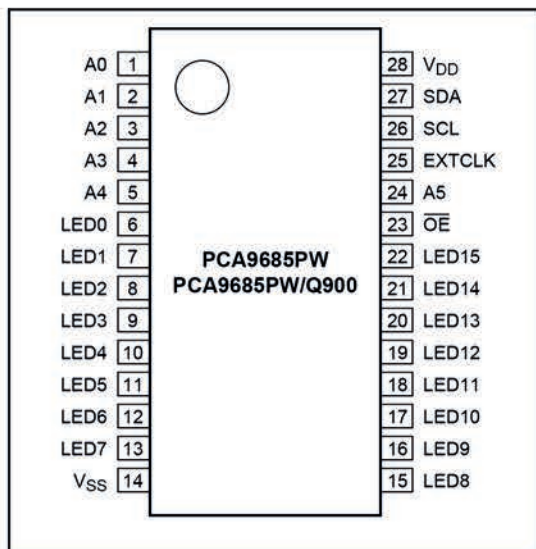 A0 1 28 VDD
A1 2 27 SDA
A2 3 26 SCL
A3 4 25 EXTCLK
A4 5 24 A5
LED0 6 23 O̅E̅
LED1 7 22 LED15
PCA9685PW
LED2 8 21 LED14
PCA9685PW/Q900
LED3 9 20 LED13
LED4 10 19 LED12
LED5 11 18 LED11
LED6 12 17 LED10
LED7 13 16 LED9
VSS 14 15 LED8